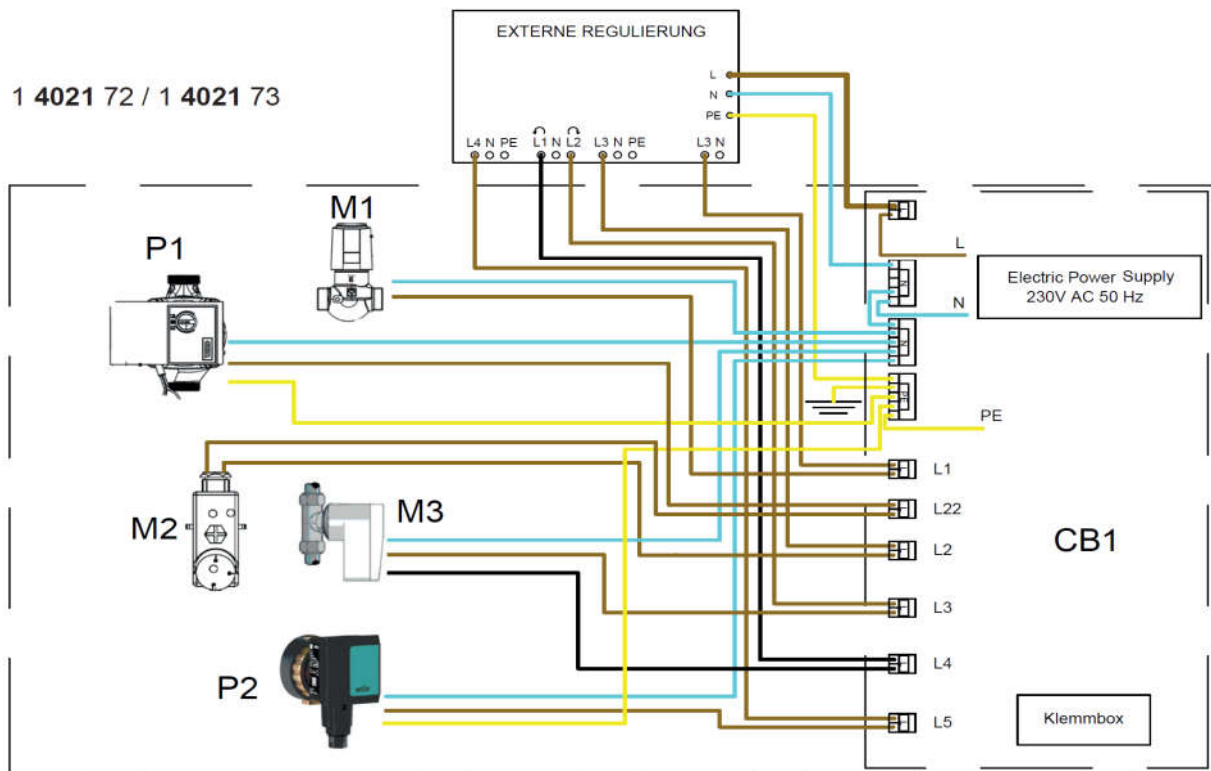 EXTERNE REGULIERUNG
1 4021 72 / 1 4021 73
L
N
PE
L4 N PE L1 N L2 L3 N PE L3 N
M1
P1
L
N
Electric Power Supply
230V AC 50 Hz
N
N
PE
PE
L1
L22
M2
M3
L2
CB1
L3
L4
P2
L5
Klemmbox